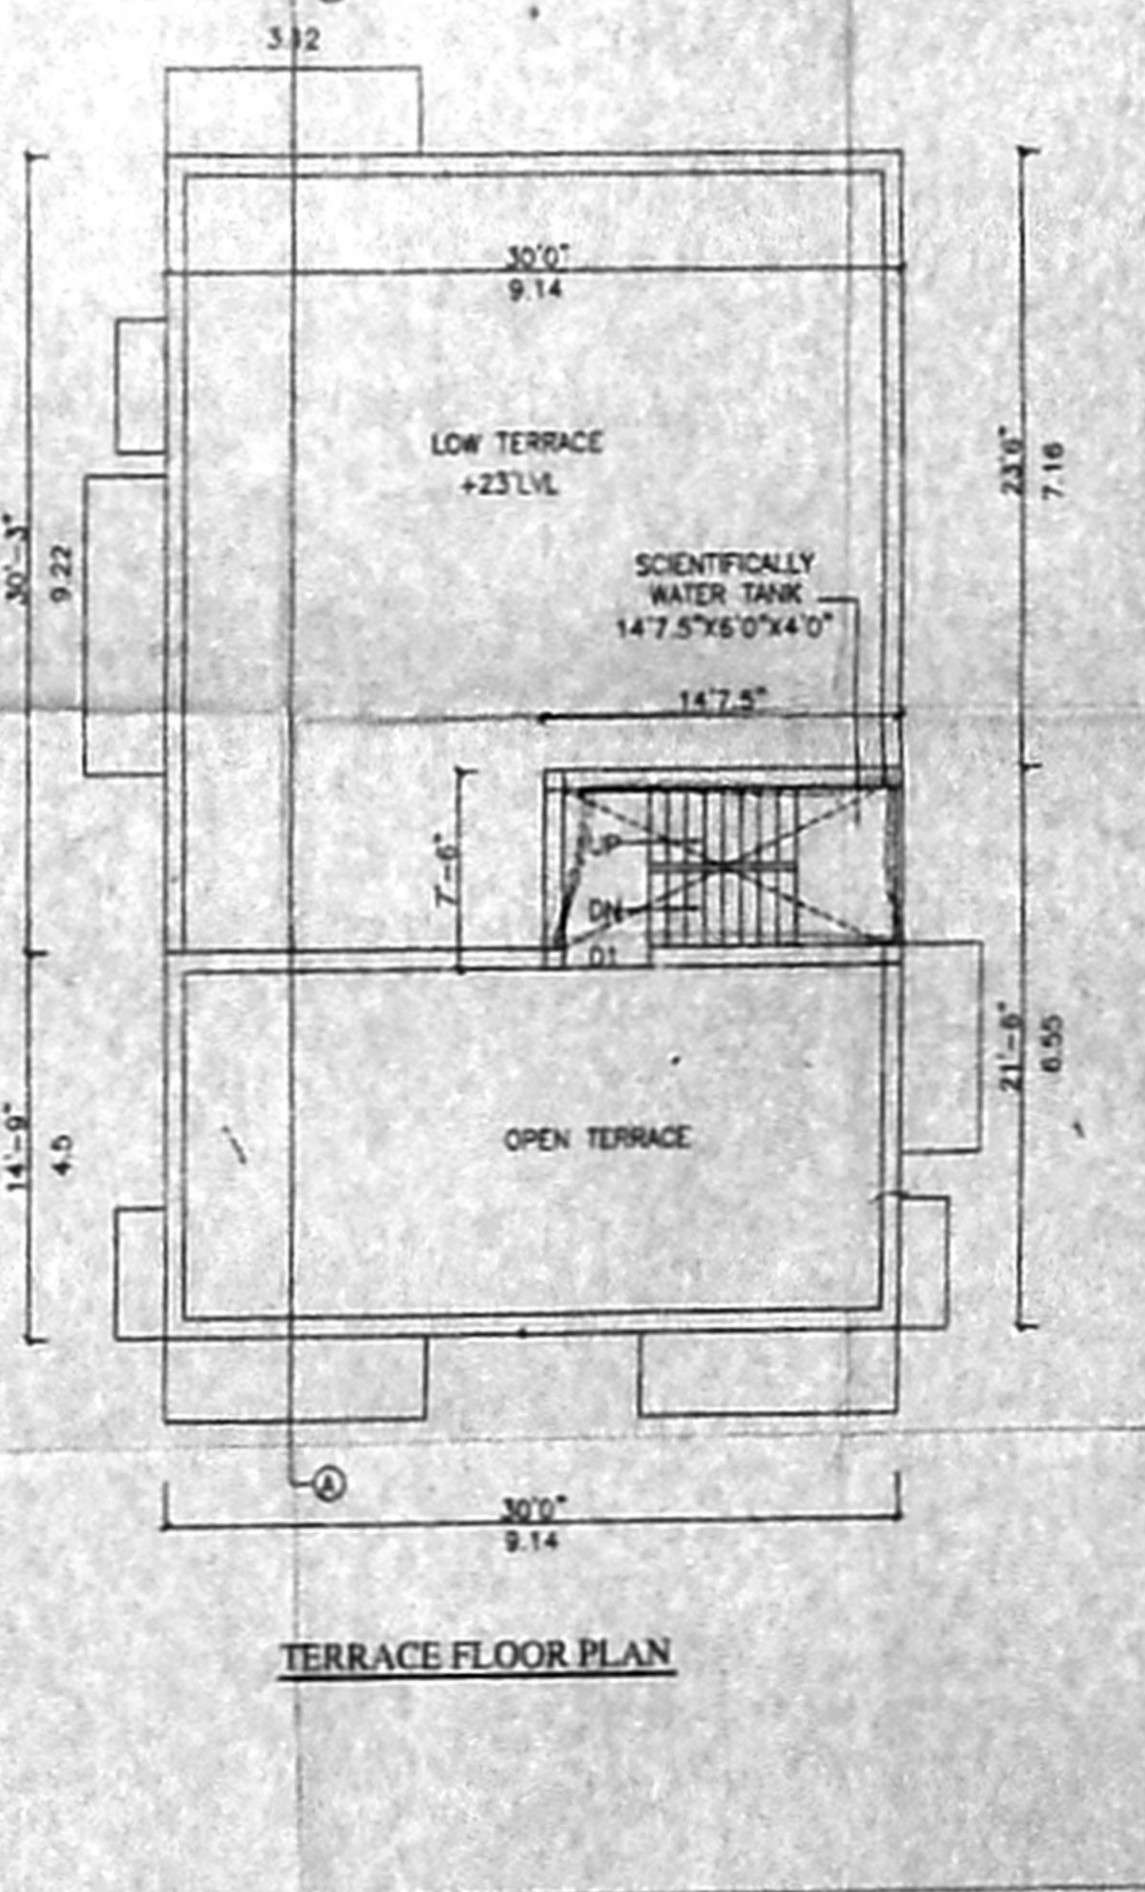 3.12
30'0"
9.14
LOW TERRACE
+23'LVL
23'6"
7.16
30'-3"
9.22
SCIENTIFICALLY
WATER TANK
14'7.5"X6'0"X4'0"
14'7.5"
7'-6"
UP
DN
D1
21'-6"
6.55
14'-9"
4.5
OPEN TERRACE
A
30'0"
9.14
TERRACE FLOOR PLAN